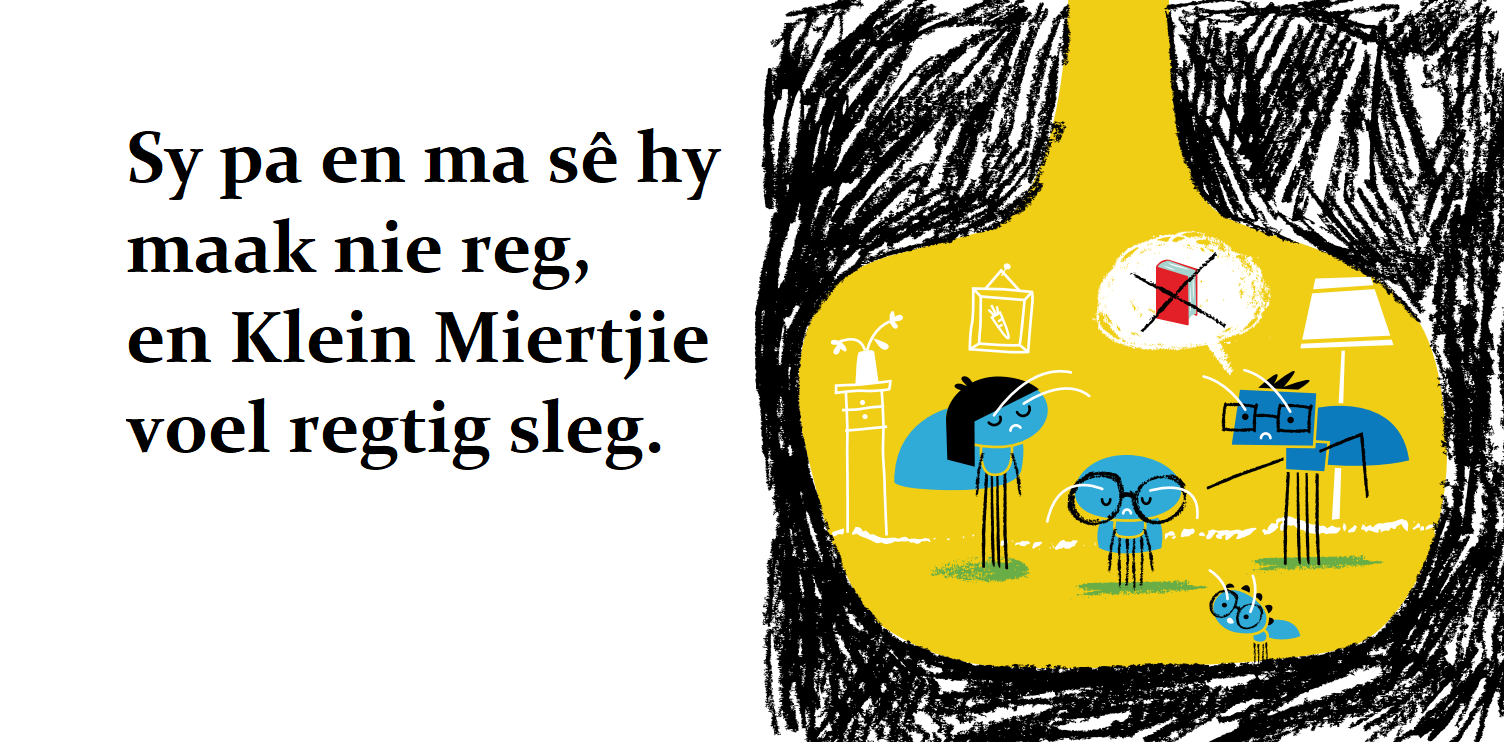 Sy pa en ma sê hy
maak nie reg,
en Klein Miertjie
voel regtig sleg.